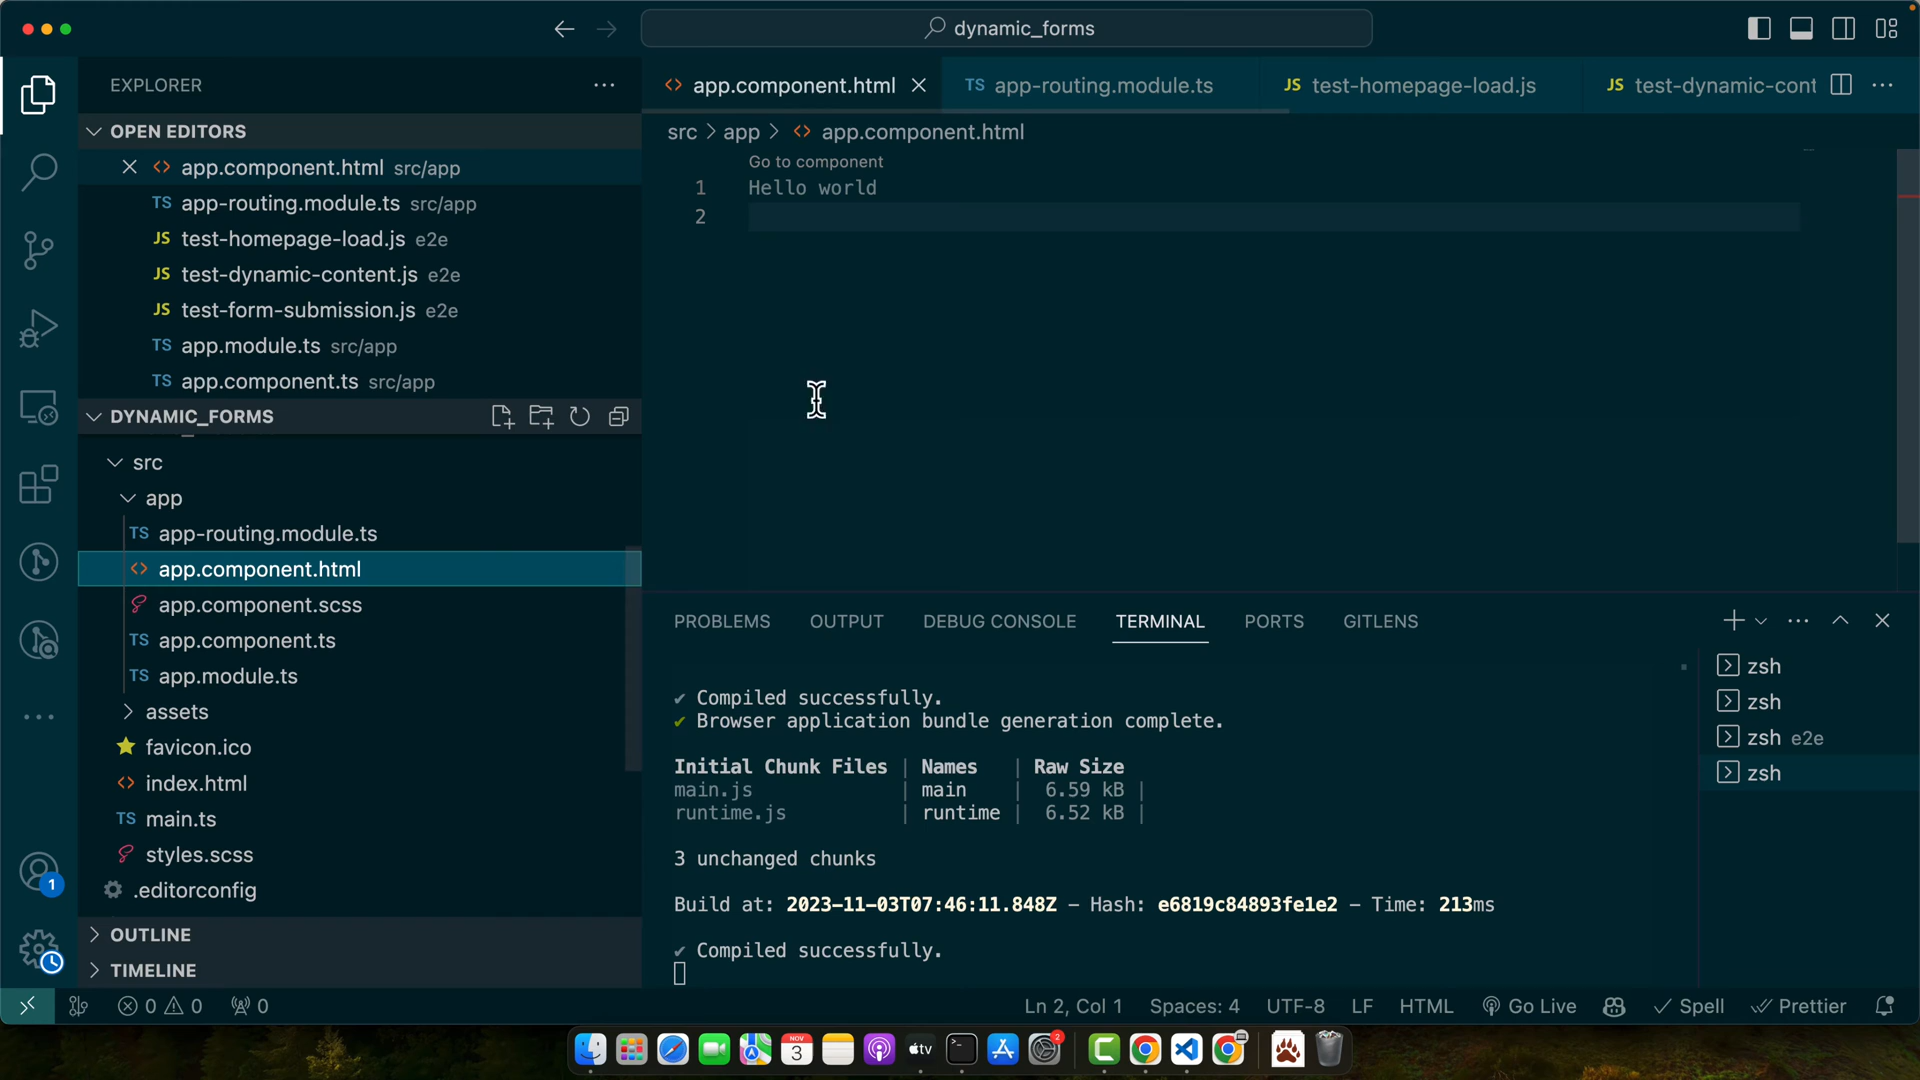 dynamic_forms
EXPLORER
app.component.html
TS app-routing.module.ts
JS test-homepage-load.js
JS test-dynamic-cont
OPEN EDITORS
src > app > <> app.component.html
<> app.component.html src/app
Go to component
TS app-routing.module.ts src/app
1 Hello world
2
JS test-homepage-load.js e2e
JS test-dynamic-content.js e2e
JS test-form-submission.js e2e
TS app.module.ts src/app
TS app.component.ts src/app
DYNAMIC_FORMS
src
app
TS app-routing.module.ts
<> app.component.html
app.component.scss
TS app.component.ts
TS app.module.ts
assets
favicon.ico
<> index.html
TS main.ts
styles.scss
.editorconfig
OUTLINE
TIMELINE
PROBLEMS OUTPUT DEBUG CONSOLE TERMINAL PORTS GITLENS
✔ Compiled successfully.
✔ Browser application bundle generation complete.
Initial Chunk Files | Names | Raw Size
main.js | main | 6.59 kB |
runtime.js | runtime | 6.52 kB |
3 unchanged chunks
Build at: 2023-11-03T07:46:11.848Z - Hash: e6819c84893fe1e2 - Time: 213ms
✔ Compiled successfully.
zsh
zsh
zsh e2e
zsh
1
0 0 0
Ln 2, Col 1 Spaces: 4 UTF-8 LF HTML Go Live Spell Prettier
NOV
3
tv
2